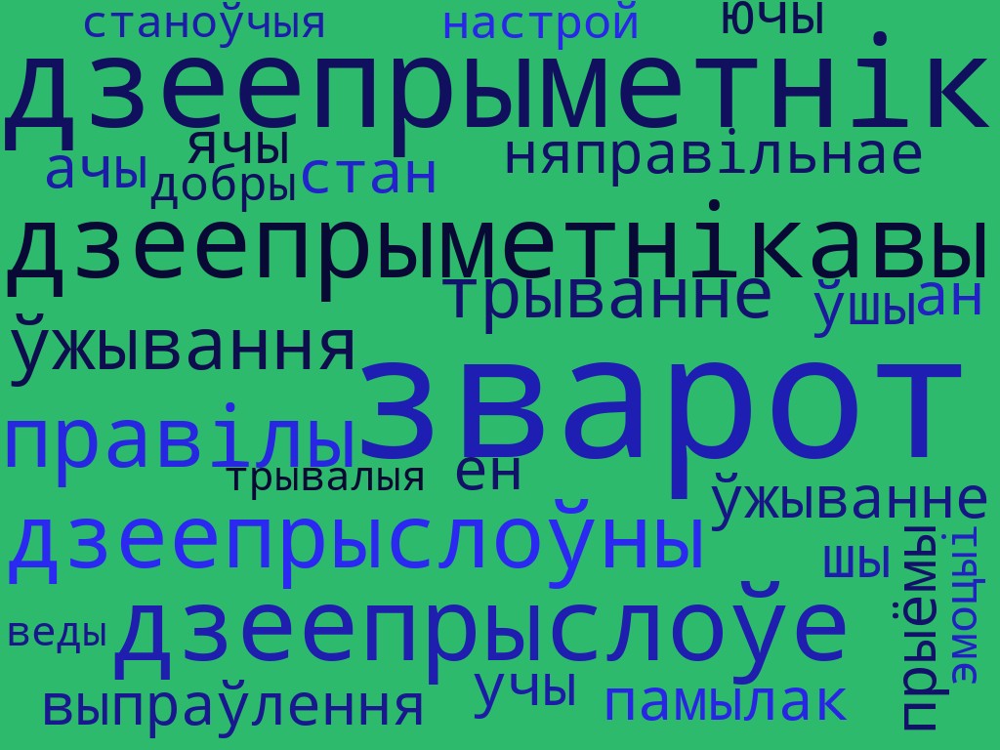 станоўчыя настрой ючы
дзеепрыметнік
ачы ячы добры стан няправільнае
дзеепрыметнікавы
трыванне ўшы ан
ўжывання
зварот
правілы
трывалыя ен
ўжыванне
дзеепрыслоўны
шы
прыёмы
эмоцыі
веды дзеепрыслоўе
выпраўлення учы памылак